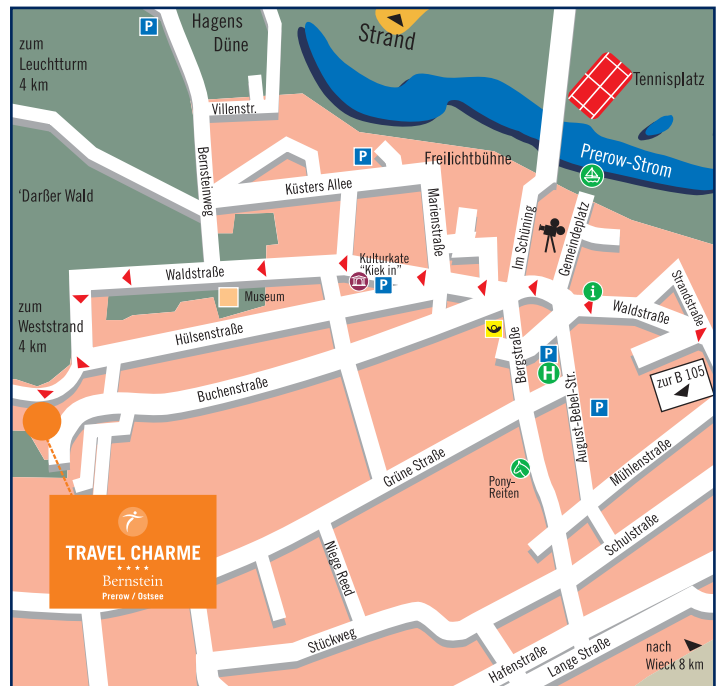 P
Hagens
Düne
Strand
zum
Leuchtturm
4 km
Tennisplatz
Villenstr.
Prerow-Strom
Bernsteinweg
P
Freilichtbühne
Küsters Allee
Marienstraße
'Darßer Wald
Im Schüning
Gemeindeplatz
Kulturkate
"Kiek in"
P
Waldstraße
Museum
i
Waldstraße
Strandstraße
zum
Weststrand
4 km
Hülsenstraße
Buchenstraße
Bergstraße
P
H
zur B 105
August-Bebel-Str.
P
Grüne Straße
Pony-
Reiten
Mühlenstraße
TRAVEL CHARME
★ ★ ★ ★
Bernstein
Prerow / Ostsee
Niege Reed
Schulstraße
Stückweg
Hafenstraße
Lange Straße
nach
Wieck 8 km